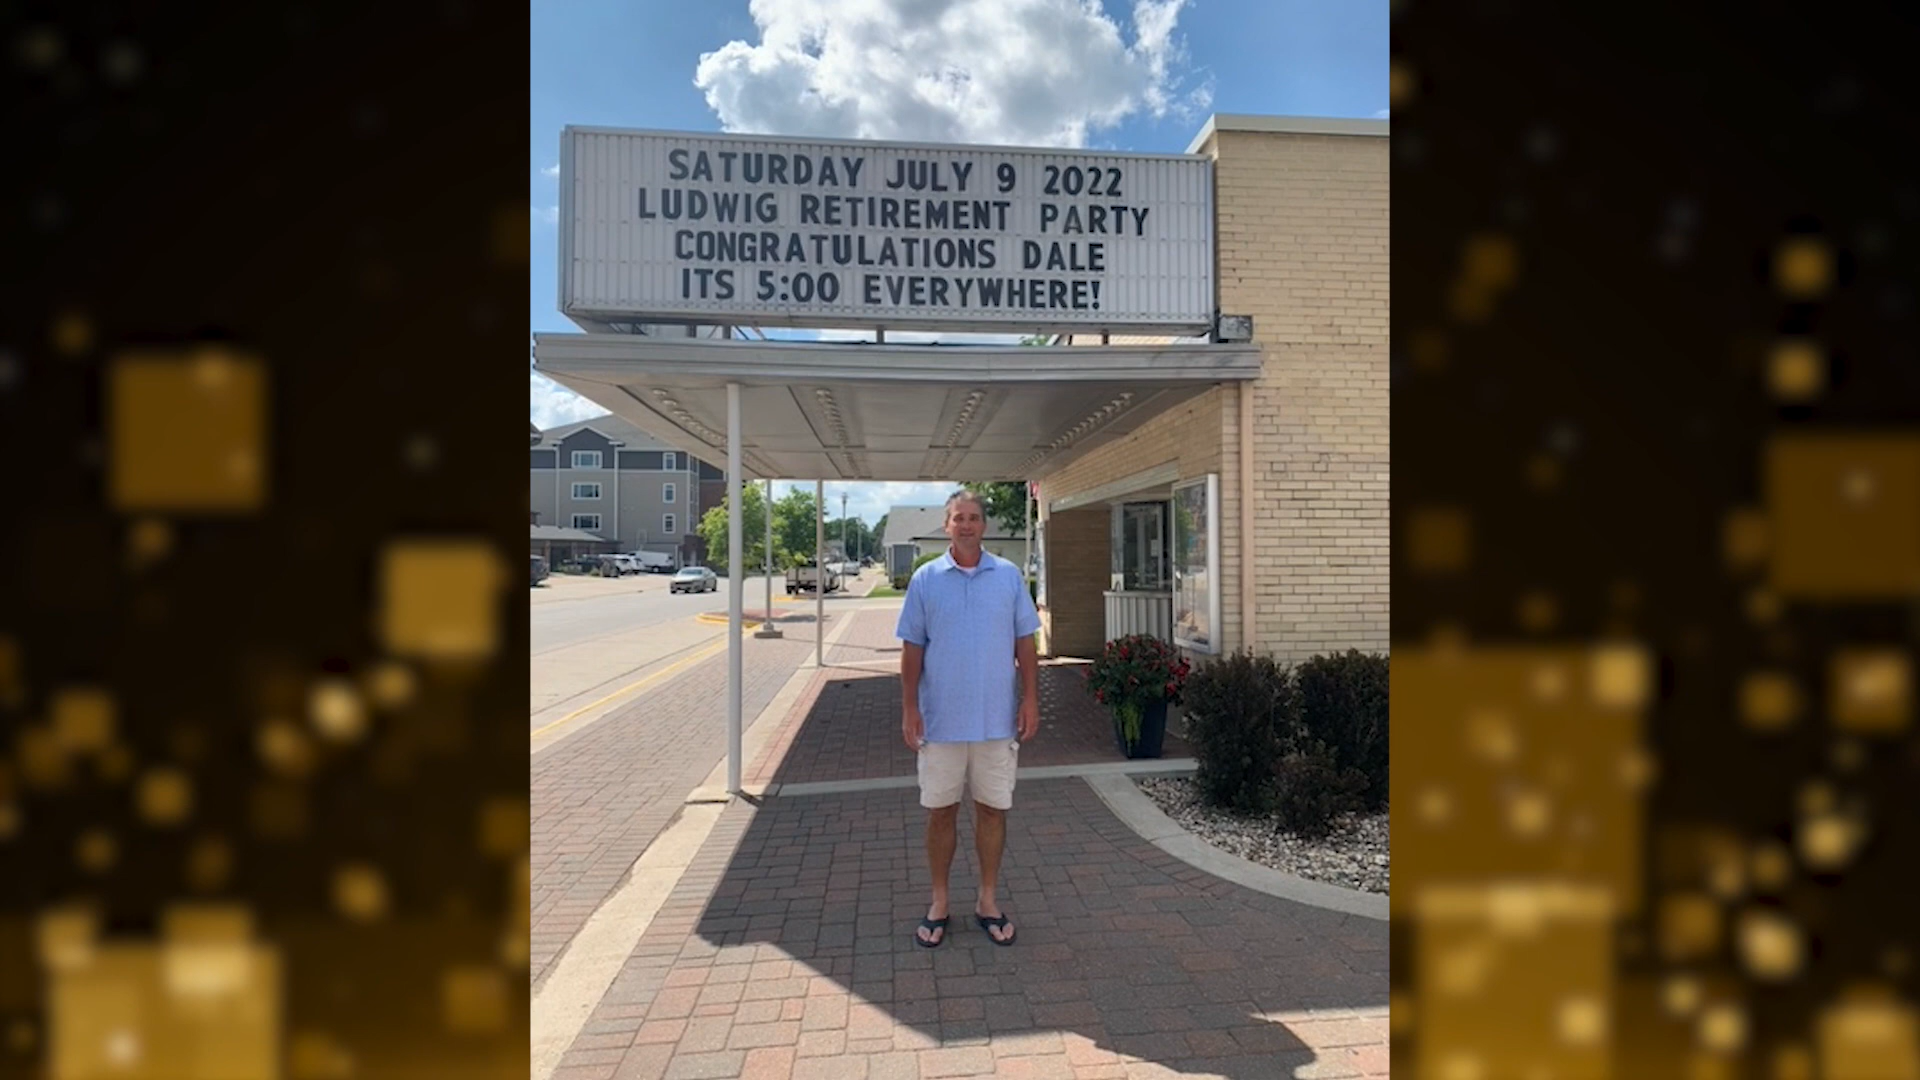 SATURDAY JULY 9 2022
LUDWIG RETIREMENT PARTY
CONGRATULATIONS DALE
ITS 5:00 EVERYWHERE!